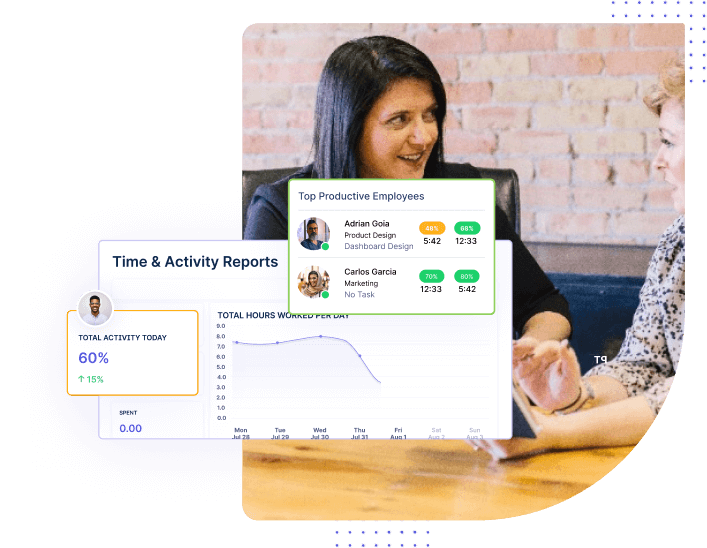 Top Productive Employees
Adrian Goia
Product Design
Dashboard Design
48%
5:42
68%
12:33
Carlos Garcia
Marketing
No Task
70%
12:33
80%
5:42
Time & Activity Reports
TOTAL ACTIVITY TODAY
60%
↑ 15%
SPENT
0.00
TOTAL HOURS WORKED PER DAY
9.0
8.0
7.0
6.0
5.0
4.0
3.0
2.0
1.0
0.0
Mon Tue Wed Thu Fri Sat Sun
Jul 28 Jul 29 Jul 30 Jul 31 Aug 1 Aug 2 Aug 3